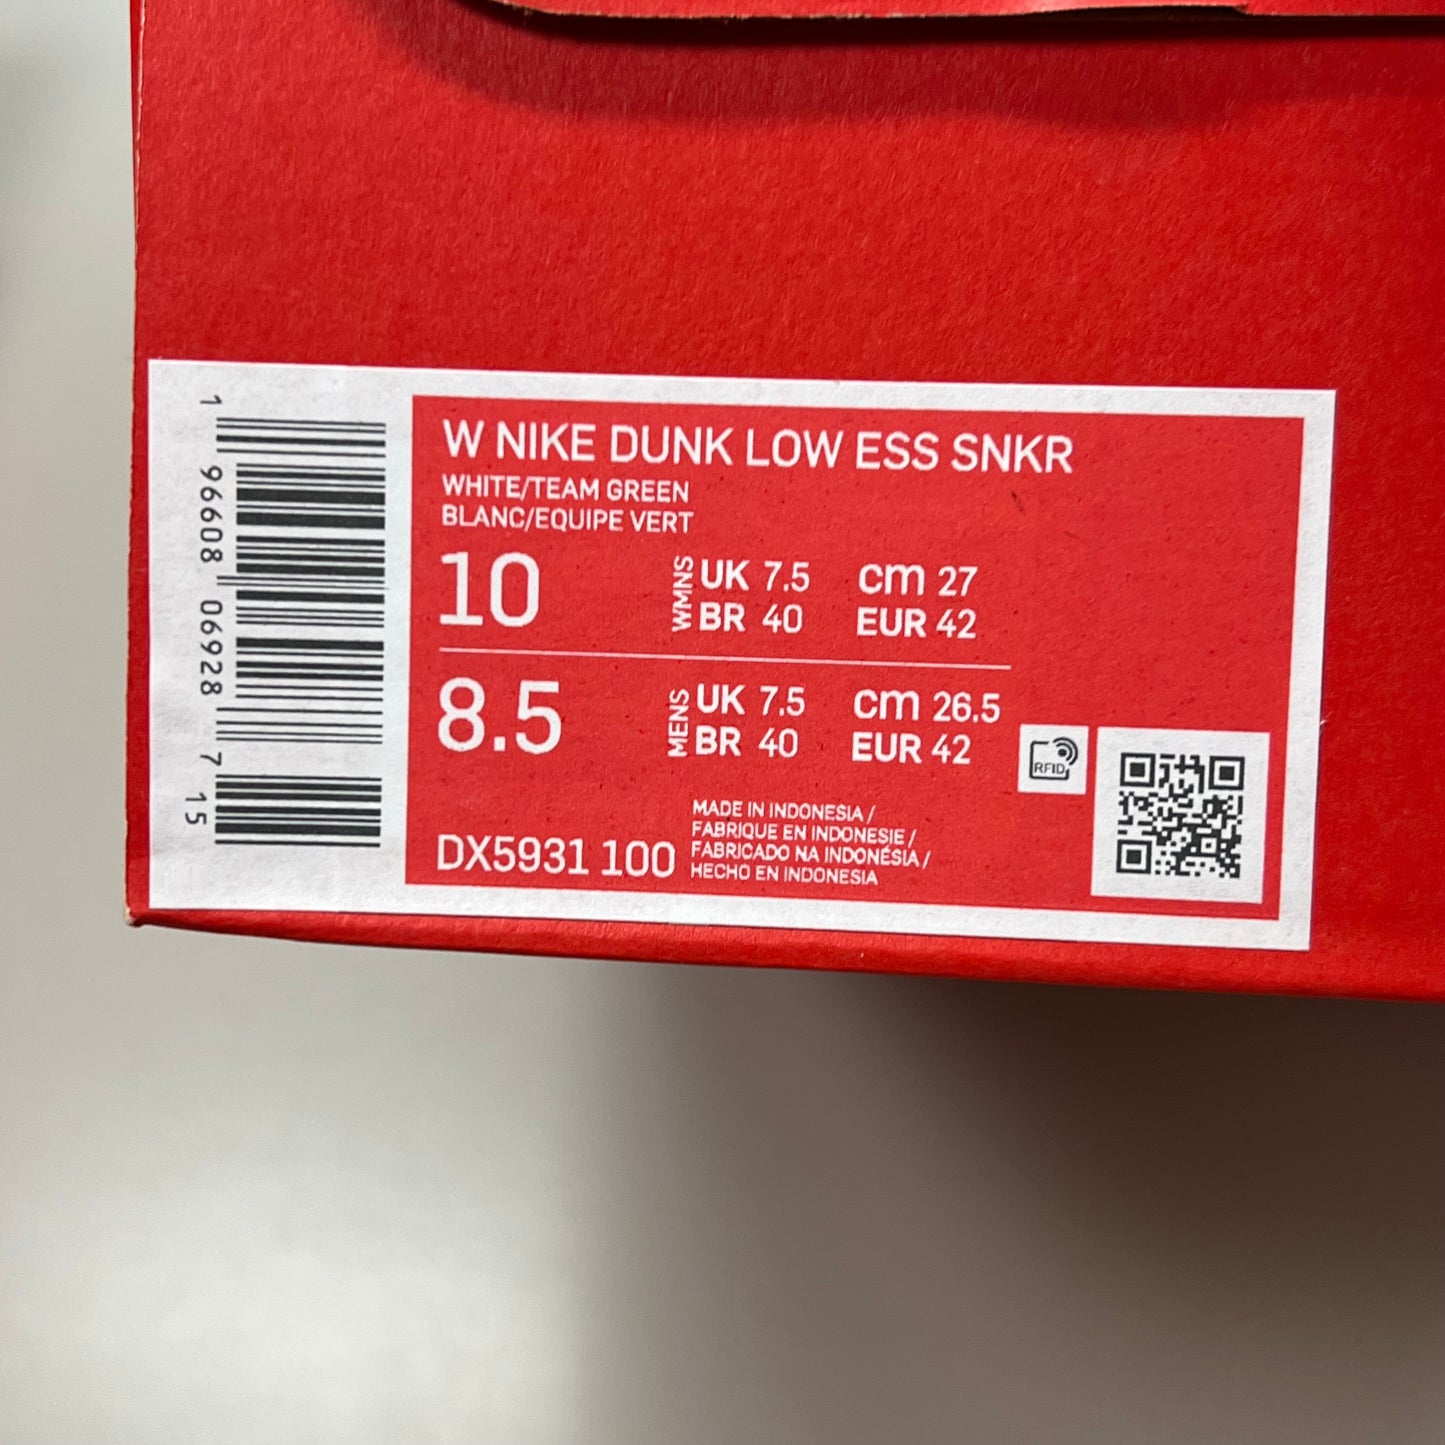 W NIKE DUNK LOW ESS SNKR
WHITE/TEAM GREEN
BLANC/EQUIPE VERT
10
WMNS
UK 7.5 cm 27
BR 40 EUR 42
8.5
MENS
UK 7.5 cm 26.5
BR 40 EUR 42
RFID
DX5931 100
MADE IN INDONESIA /
FABRIQUE EN INDONESIE /
FABRICADO NA INDONÉSIA /
HECHO EN INDONESIA
1 96608 06928 7 15